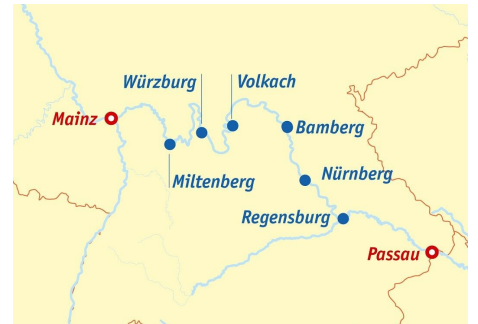 Würzburg
Volkach
Mainz
Bamberg
Miltenberg
Nürnberg
Regensburg
Passau